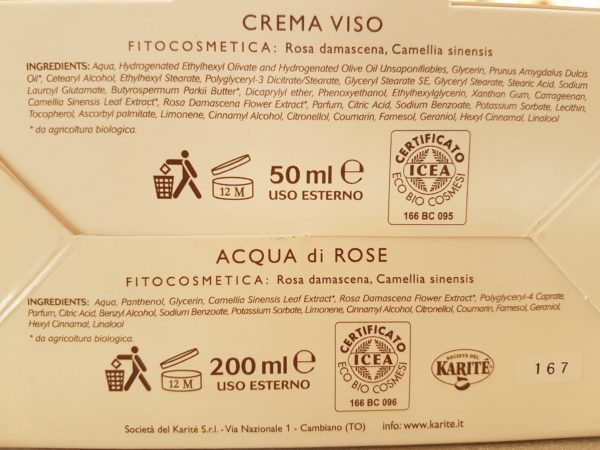 CREMA VISO
FITOCOSMETICA: Rosa damascena, Camellia sinensis
INGREDIENTS: Aqua, Hydrogenated Ethylhexyl Olivate and Hydrogenated Olive Oil Unsaponifiables, Glycerin, Prunus Amygdalus Dulcis
Oil*, Cetearyl Alcohol, Ethylhexyl Stearate, Polyglyceryl-3 Dicitrate/Stearate, Glyceryl Stearate SE, Glyceryl Stearate, Stearic Acid, Sodium
Lauroyl Glutamate, Butyrospermum Parkii Butter*, Dicaprylyl ether, Phenoxyethanol, Ethylhexylglycerin, Xanthan Gum, Carrageenan,
Camellia Sinensis Leaf Extract*, Rosa Damascena Flower Extract*, Parfum, Citric Acid, Sodium Benzoate, Potassium Sorbate, Lecithin,
Tocopherol, Ascorbyl palmitate, Limonene, Cinnamyl Alcohol, Citronellol, Coumarin, Farnesol, Geraniol, Hexyl Cinnamal, Linalool
* da agricoltura biologica.
12 M
50 ml e
USO ESTERNO
CERTIFICATO
ICEA
ECO BIO COSMESI
166 BC 095
ACQUA di ROSE
FITOCOSMETICA: Rosa damascena, Camellia sinensis
INGREDIENTS: Aqua, Panthenol, Glycerin, Camellia Sinensis Leaf Extract*, Rosa Damascena Flower Extract*, Polyglyceryl-4 Caprate,
Parfum, Citric Acid, Benzyl Alcohol, Sodium Benzoate, Potassium Sorbate, Limonene, Cinnamyl Alcohol, Citronellol, Coumarin, Farnesol, Geraniol,
Hexyl Cinnamal, Linalool
* da agricoltura biologica.
12 M
200 ml e
USO ESTERNO
CERTIFICATO
ICEA
ECO BIO COSMESI
166 BC 096
SOCIETÀ DEL
KARITÉ
167
Società del Karité S.r.l. - Via Nazionale 1 - Cambiano (TO) info: www.karite.it